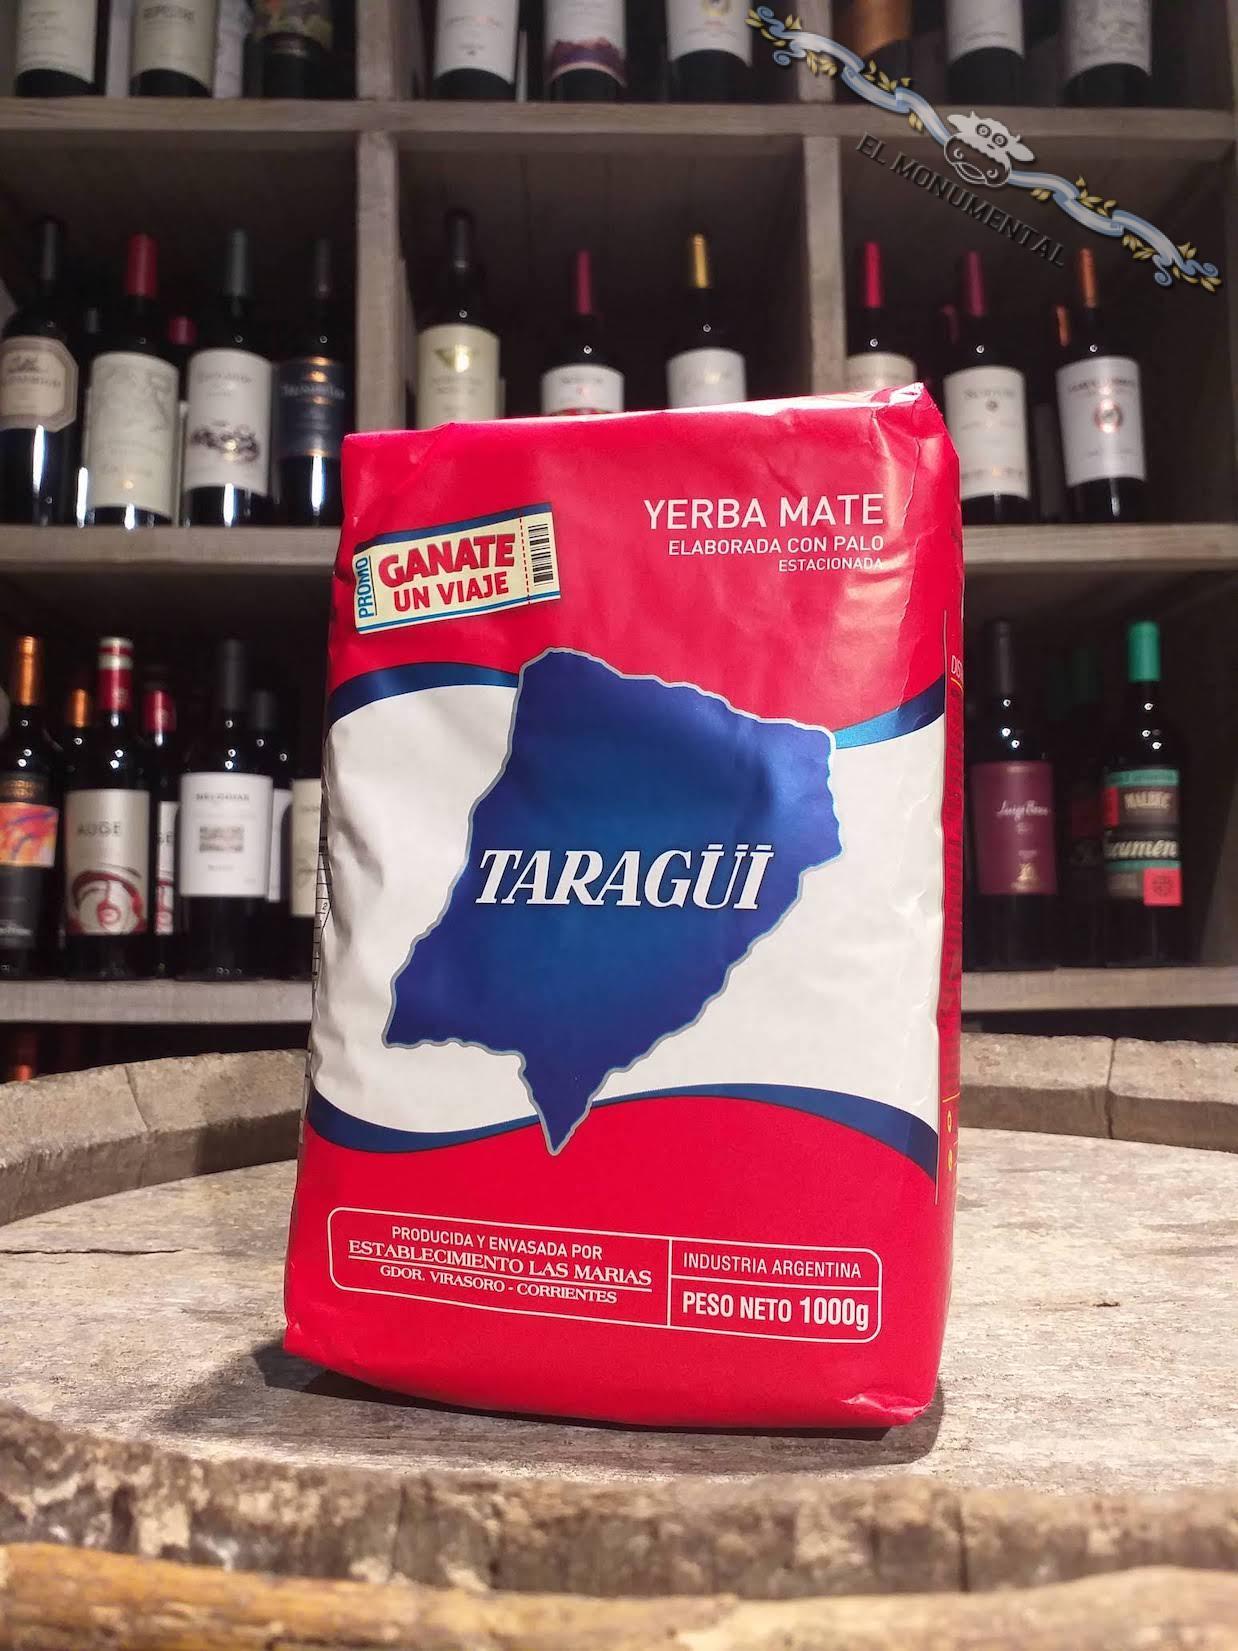 EL MONUMENTAL
YERBA MATE
ELABORADA CON PALO
ESTACIONADA
PROMO
GANATE
UN VIAJE
TARAGÜÏ
PRODUCIDA Y ENVASADA POR
ESTABLECIMIENTO LAS MARIAS
GDOR. VIRASORO - CORRIENTES
INDUSTRIA ARGENTINA
PESO NETO 1000g
AUGE
MALBEC